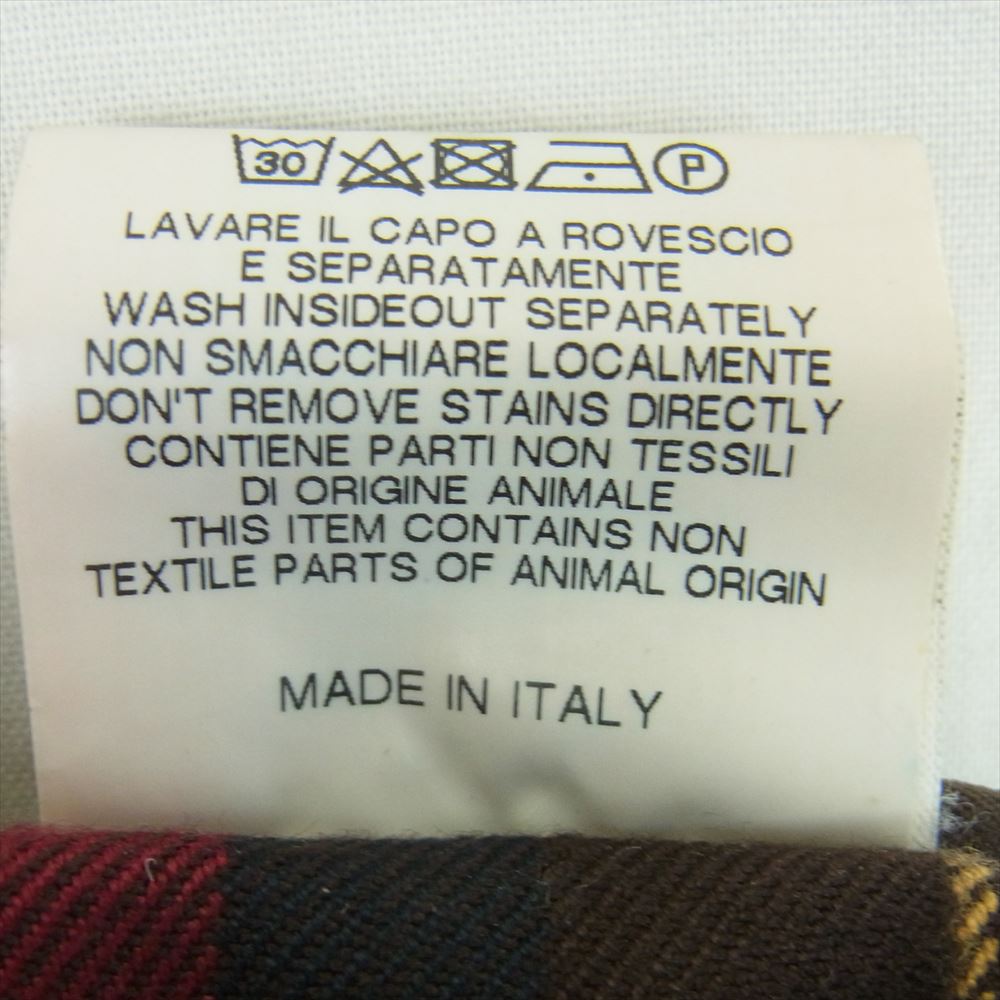 30 P
LAVARE IL CAPO A ROVESCIO
E SEPARATAMENTE
WASH INSIDEOUT SEPARATELY
NON SMACCHIARE LOCALMENTE
DON'T REMOVE STAINS DIRECTLY
CONTIENE PARTI NON TESSILI
DI ORIGINE ANIMALE
THIS ITEM CONTAINS NON
TEXTILE PARTS OF ANIMAL ORIGIN
MADE IN ITALY